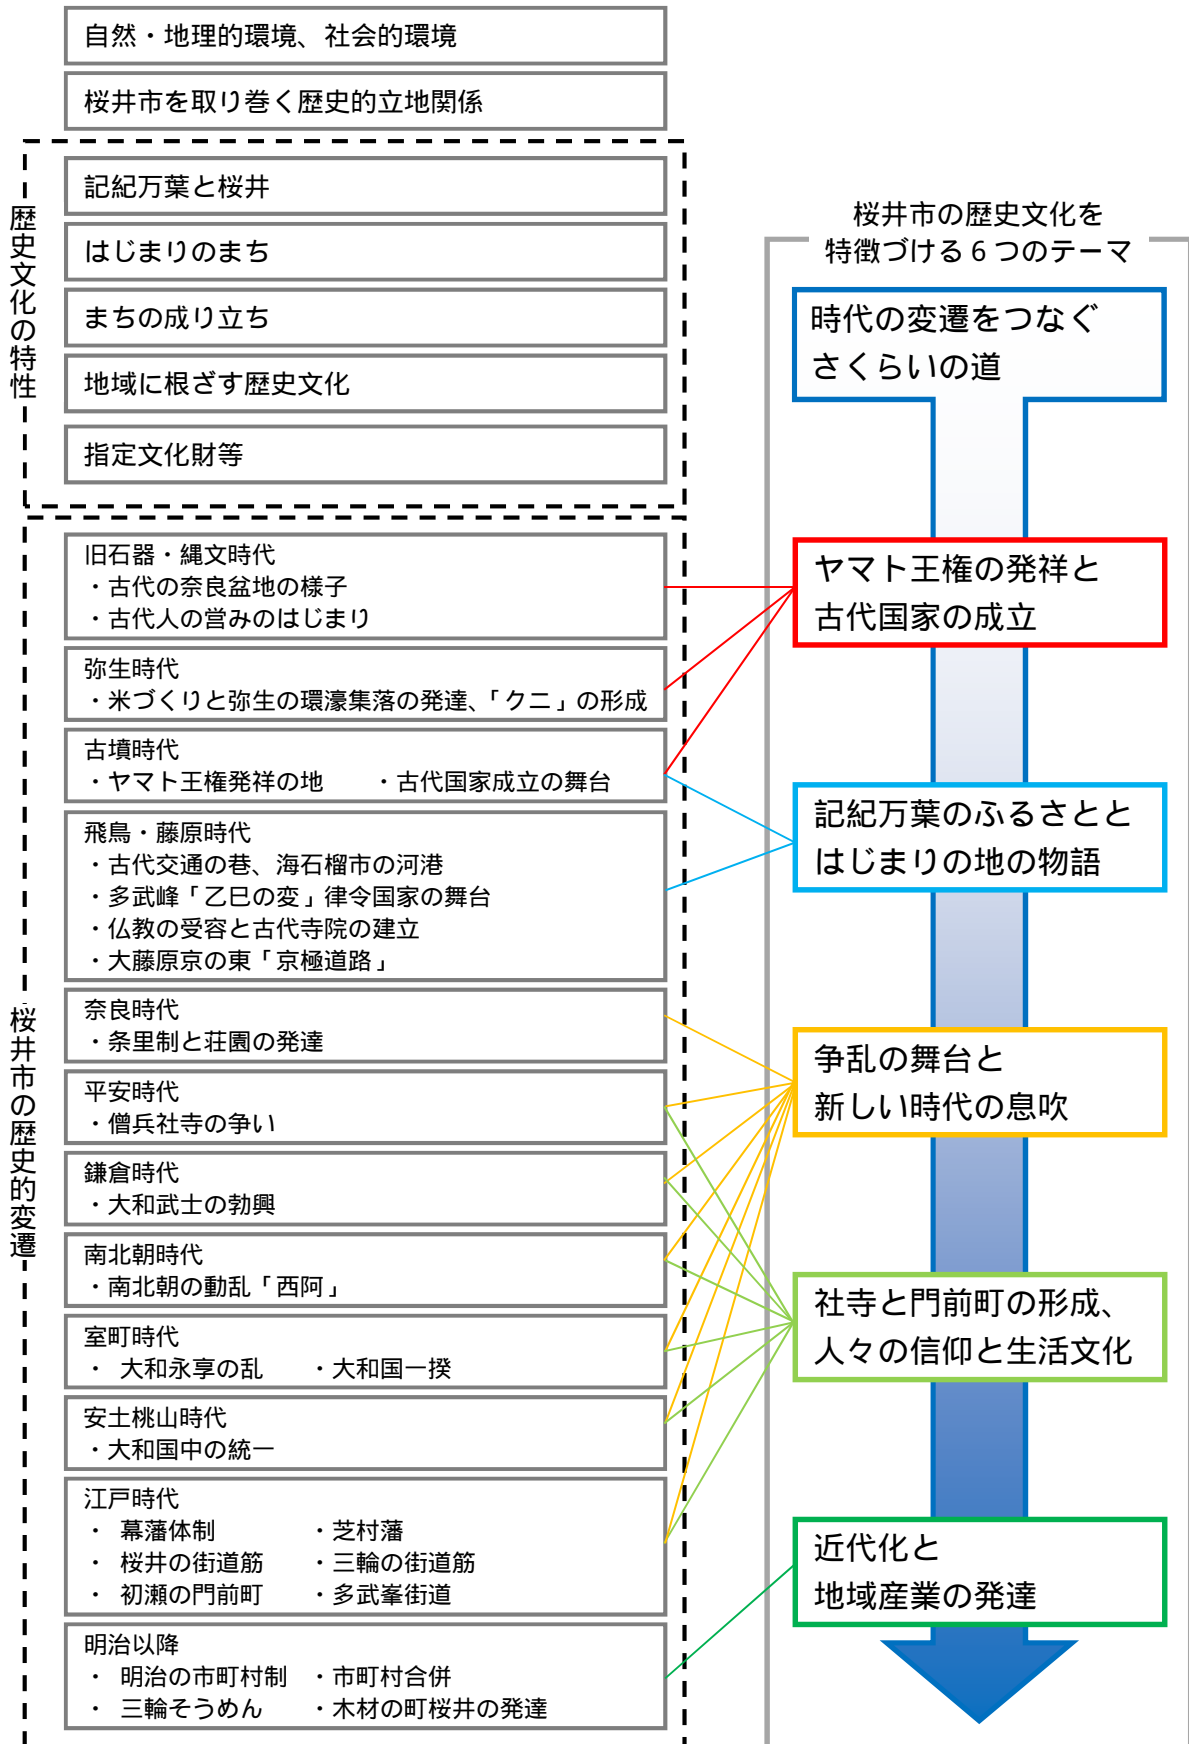 自然・地理的環境、社会的環境
桜井市を取り巻く歴史的立地関係
歴史文化の特性
記紀万葉と桜井
はじまりのまち
まちの成り立ち
地域に根ざす歴史文化
指定文化財等
桜井市の歴史的変遷
旧石器・縄文時代
・古代の奈良盆地の様子
・古代人の営みのはじまり
弥生時代
・米づくりと弥生の環濠集落の発達、「クニ」の形成
古墳時代
・ヤマト王権発祥の地　・古代国家成立の舞台
飛鳥・藤原時代
・古代交通の巷、海石榴市の河港
・多武峰「乙巳の変」律令国家の舞台
・仏教の受容と古代寺院の建立
・大藤原京の東「京極道路」
奈良時代
・条里制と荘園の発達
平安時代
・僧兵社寺の争い
鎌倉時代
・大和武士の勃興
南北朝時代
・南北朝の動乱「西阿」
室町時代
・ 大和永享の乱　・大和国一揆
安土桃山時代
・大和国中の統一
江戸時代
・ 幕藩体制　・芝村藩
・ 桜井の街道筋　・三輪の街道筋
・ 初瀬の門前町　・多武峯街道
明治以降
・ 明治の市町村制　・市町村合併
・ 三輪そうめん　・木材の町桜井の発達
桜井市の歴史文化を
特徴づける6つのテーマ
時代の変遷をつなぐ
さくらいの道
ヤマト王権の発祥と
古代国家の成立
記紀万葉のふるさとと
はじまりの地の物語
争乱の舞台と
新しい時代の息吹
社寺と門前町の形成、
人々の信仰と生活文化
近代化と
地域産業の発達